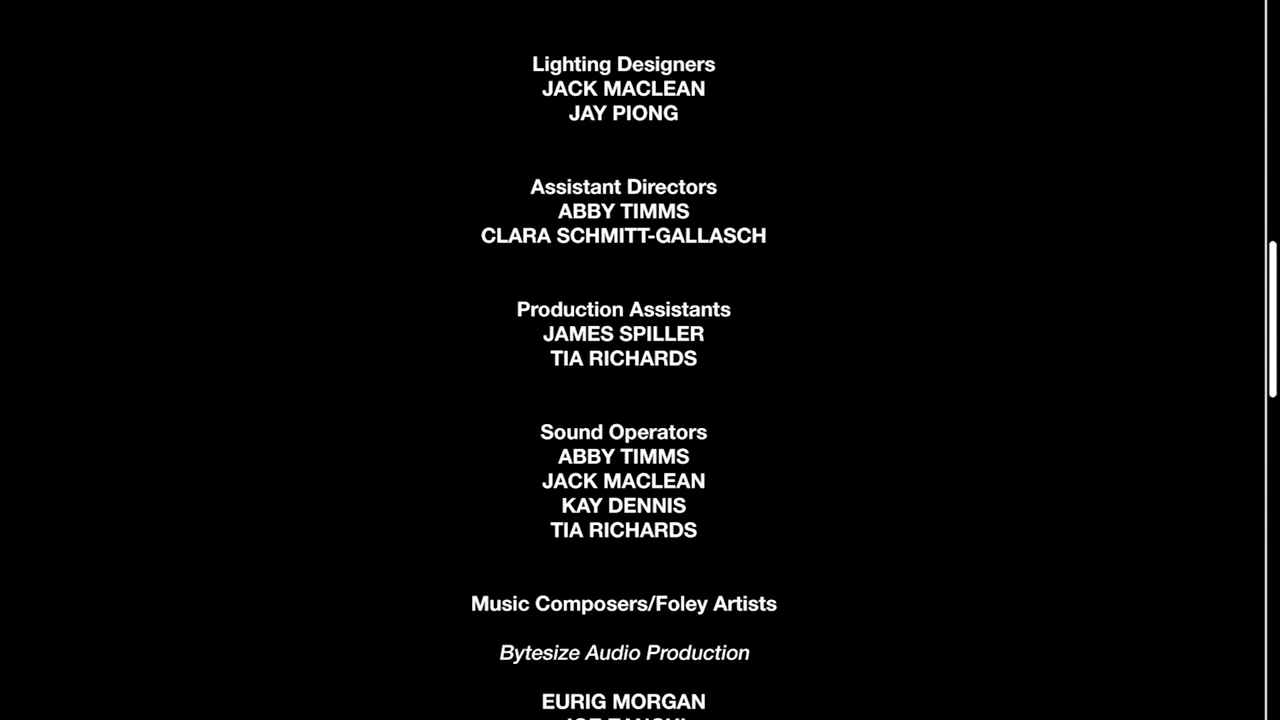 Lighting Designers
JACK MACLEAN
JAY PIONG
Assistant Directors
ABBY TIMMS
CLARA SCHMITT-GALLASCH
Production Assistants
JAMES SPILLER
TIA RICHARDS
Sound Operators
ABBY TIMMS
JACK MACLEAN
KAY DENNIS
TIA RICHARDS
Music Composers/Foley Artists
Bytesize Audio Production
EURIG MORGAN